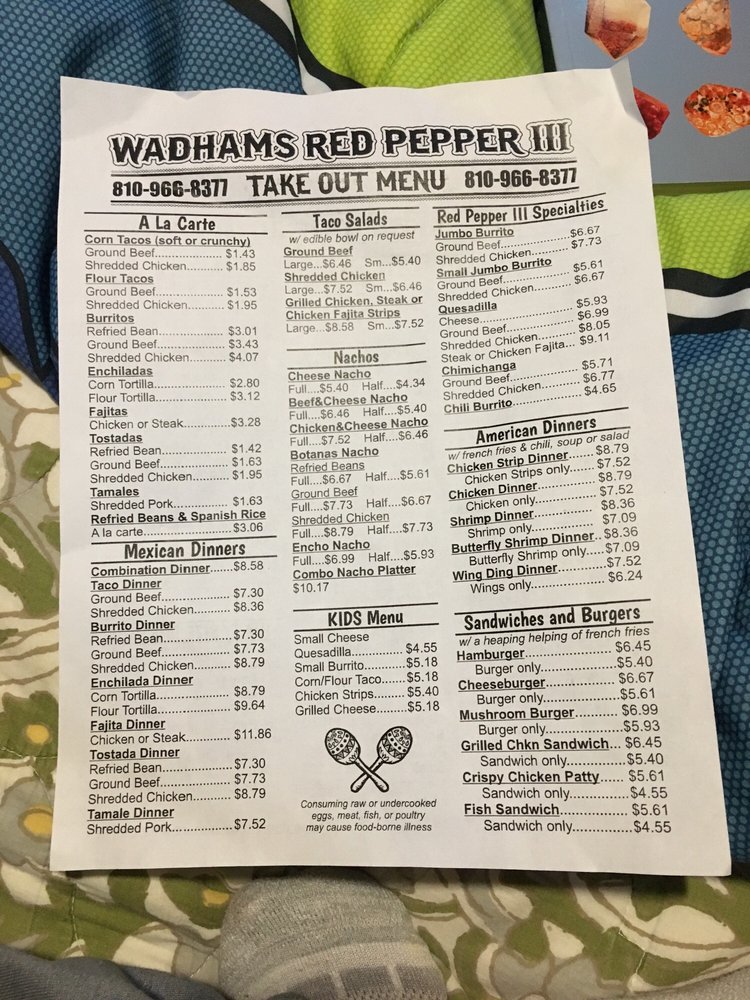 WADHAMS RED PEPPER III
810-966-8377 TAKE OUT MENU 810-966-8377
A La Carte
Corn Tacos (soft or crunchy)
Ground Beef..................... $1.43
Shredded Chicken........... $1.85
Flour Tacos
Ground Beef..................... $1.53
Shredded Chicken........... $1.95
Burritos
Refried Bean.................... $3.01
Ground Beef..................... $3.43
Shredded Chicken........... $4.07
Enchiladas
Corn Tortilla...................... $2.80
Flour Tortilla..................... $3.12
Fajitas
Chicken or Steak..............$3.28
Tostadas
Refried Bean.................... $1.42
Ground Beef..................... $1.63
Shredded Chicken........... $1.95
Tamales
Shredded Pork................. $1.63
Refried Beans & Spanish Rice
A la carte.......................... $3.06
Mexican Dinners
Combination Dinner......$8.58
Taco Dinner
Ground Beef..................... $7.30
Shredded Chicken........... $8.36
Burrito Dinner
Refried Bean.................... $7.30
Ground Beef..................... $7.73
Shredded Chicken........... $8.79
Enchilada Dinner
Corn Tortilla...................... $8.79
Flour Tortilla..................... $9.64
Fajita Dinner
Chicken or Steak............$11.86
Tostada Dinner
Refried Bean.................... $7.30
Ground Beef..................... $7.73
Shredded Chicken........... $8.79
Tamale Dinner
Shredded Pork..................$7.52
Taco Salads
w/ edible bowl on request
Ground Beef
Large...$6.46 Sm...$5.40
Shredded Chicken
Large...$7.52 Sm...$6.46
Grilled Chicken, Steak or
Chicken Fajita Strips
Large...$8.58 Sm...$7.52
Nachos
Cheese Nacho
Full....$5.40 Half....$4.34
Beef&Cheese Nacho
Full....$6.46 Half....$5.40
Chicken&Cheese Nacho
Full....$7.52 Half....$6.46
Botanas Nacho
Refried Beans
Full....$6.67 Half....$5.61
Ground Beef
Full....$7.73 Half....$6.67
Shredded Chicken
Full....$8.79 Half....$7.73
Encho Nacho
Full....$6.99 Half....$5.93
Combo Nacho Platter
$10.17
KIDS Menu
Small Cheese
Quesadilla................ $4.55
Small Burrito............$5.18
Corn/Flour Taco......$5.18
Chicken Strips.........$5.40
Grilled Cheese.........$5.18
Consuming raw or undercooked
eggs, meat, fish, or poultry
may cause food-borne illness
Red Pepper III Specialties
Jumbo Burrito
Ground Beef.....................$6.67
Shredded Chicken............$7.73
Small Jumbo Burrito
Ground Beef.....................$5.61
Shredded Chicken............$6.67
Quesadilla
Cheese..............................$5.93
Ground Beef.....................$6.99
Shredded Chicken............$8.05
Steak or Chicken Fajita... $9.11
Chimichanga
Ground Beef.....................$5.71
Shredded Chicken............$6.77
Chili Burrito.....................$4.65
American Dinners
w/ french fries & chili, soup or salad
Chicken Strip Dinner....... $8.79
Chicken Strips only........ $7.52
Chicken Dinner............... $8.79
Chicken only.................. $7.52
Shrimp Dinner................ $8.36
Shrimp only.................... $7.09
Butterfly Shrimp Dinner..$8.36
Butterfly Shrimp only.....$7.09
Wing Ding Dinner............$7.52
Wings only..................... $6.24
Sandwiches and Burgers
w/ a heaping helping of french fries
Hamburger..................... $6.45
Burger only...................$5.40
Cheeseburger................$6.67
Burger only...................$5.61
Mushroom Burger.......... $6.99
Burger only...................$5.93
Grilled Chkn Sandwich... $6.45
Sandwich only..............$5.40
Crispy Chicken Patty...... $5.61
Sandwich only..............$4.55
Fish Sandwich............... $5.61
Sandwich only..............$4.55